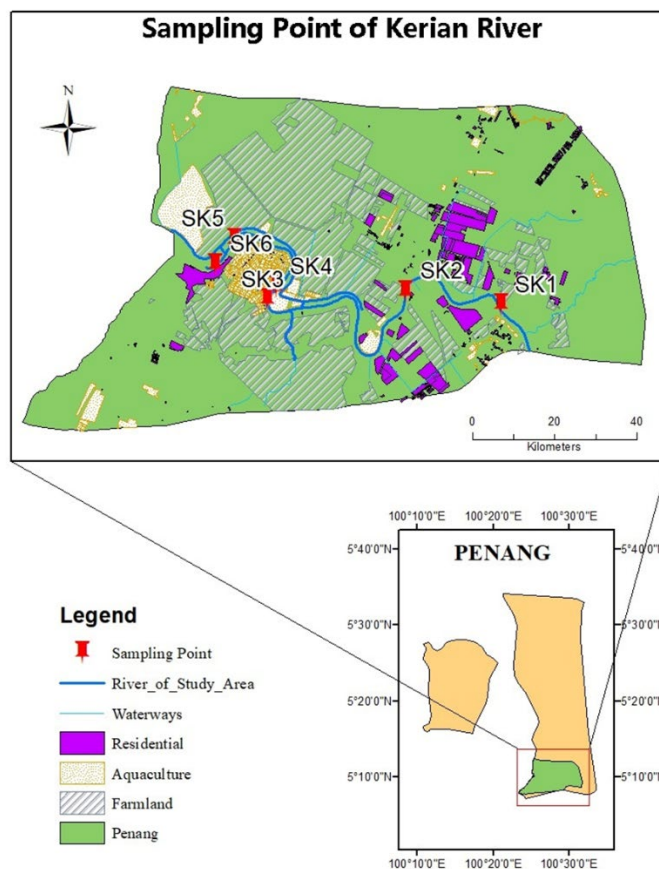 Sampling Point of Kerian River
N
SK5
SK6
SK4
SK3
SK2
SK1
0 10 20 40
Kilometers
100°10'0"E 100°20'0"E 100°30'0"E
PENANG
5°40'0"N 5°40'0"N
5°30'0"N 5°30'0"N
5°20'0"N 5°20'0"N
5°10'0"N 5°10'0"N
100°10'0"E 100°20'0"E 100°30'0"E
Legend
Sampling Point
River_of_Study_Area
Waterways
Residential
Aquaculture
Farmland
Penang